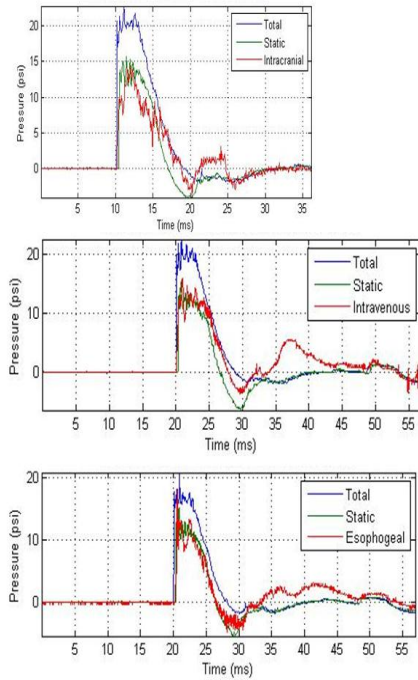 Pressure (psi)
20
15
10
5
0
Total
Static
Intracranial
5 10 15 20 25 30 35
Time (ms)
Pressure (psi)
20
10
0
Total
Static
Intravenous
5 10 15 20 25 30 35 40 45 50 55
Time (ms)
Pressure (psi)
20
10
0
Total
Static
Esophogeal
5 10 15 20 25 30 35 40 45 50 55
Time (ms)